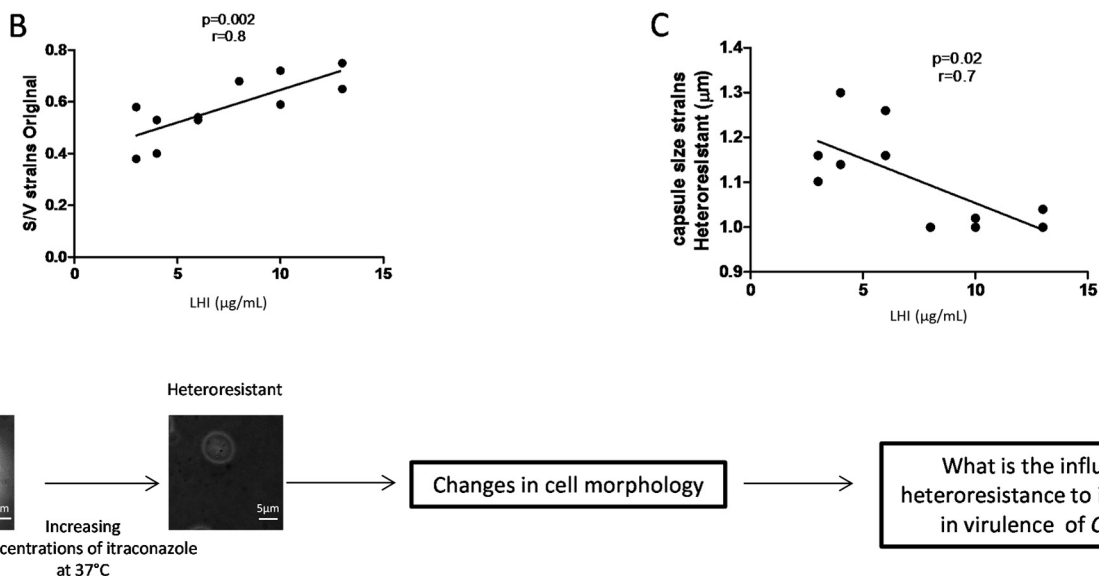 B
p=0.002
r=0.8
S/V strains Original
0.8
0.6
0.4
0.2
0.0
0 5 10 15
LHI (μg/mL)
C
p=0.02
r=0.7
capsule size strains
Heteroresistant (μm)
1.4
1.3
1.2
1.1
1.0
0.9
0 5 10 15
LHI (μg/mL)
Heteroresistant
5μm
Increasing
centrations of itraconazole
at 37°C
Changes in cell morphology
What is the influ
heteroresistance to i
in virulence of C